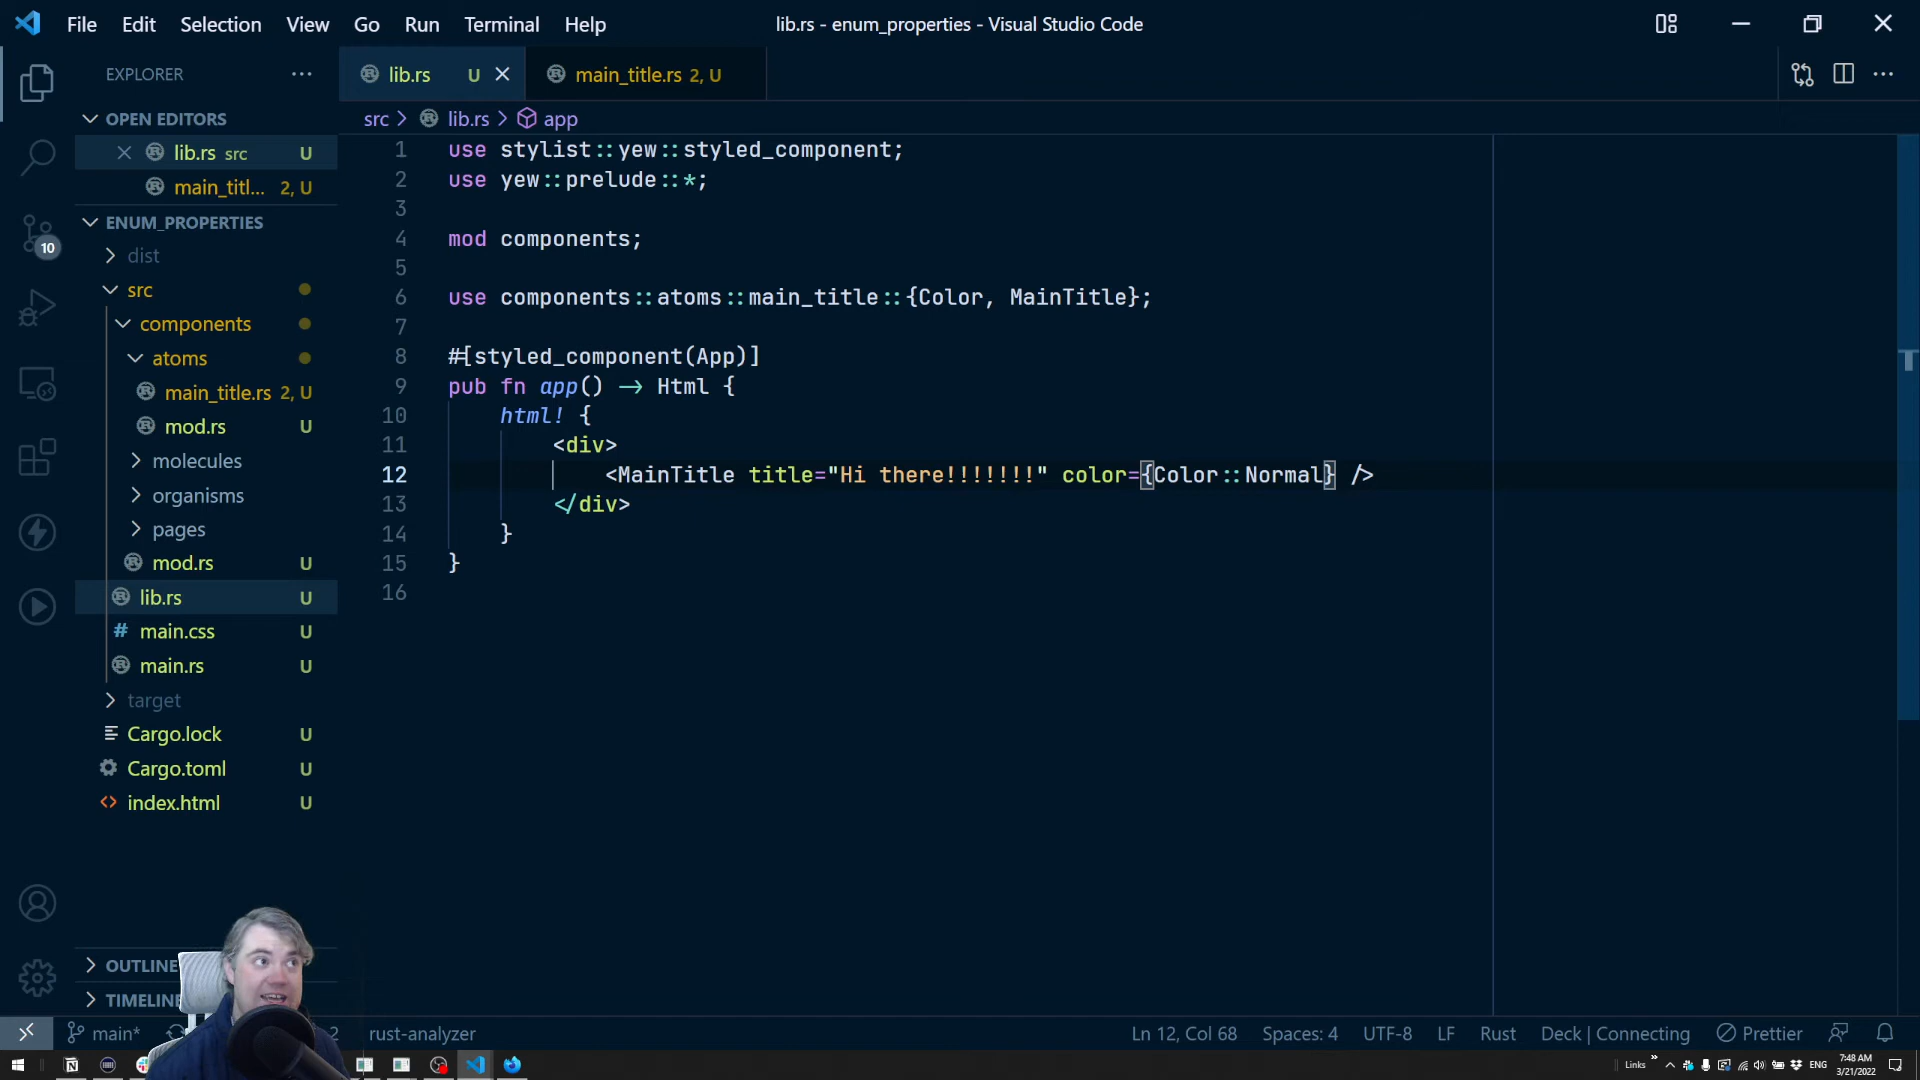 File Edit Selection View Go Run Terminal Help
lib.rs - enum_properties - Visual Studio Code
EXPLORER
OPEN EDITORS
lib.rs src U
main_titl... 2, U
ENUM_PROPERTIES
dist
src
components
atoms
main_title.rs 2, U
mod.rs U
molecules
organisms
pages
mod.rs U
lib.rs U
# main.css U
main.rs U
target
Cargo.lock U
Cargo.toml U
index.html U
OUTLINE
TIMELINE
10
lib.rs U
main_title.rs 2, U
src > lib.rs > app
1 use stylist::yew::styled_component;
2 use yew::prelude::*;
3
4 mod components;
5
6 use components::atoms::main_title::{Color, MainTitle};
7
8 #[styled_component(App)]
9 pub fn app() -> Html {
10 html! {
11 <div>
12 <MainTitle title="Hi there!!!!!!!" color={Color::Normal} />
13 </div>
14 }
15 }
16
main* 2 rust-analyzer
Ln 12, Col 68 Spaces: 4 UTF-8 LF Rust Deck | Connecting Prettier
Links ENG
7:48 AM
3/21/2022